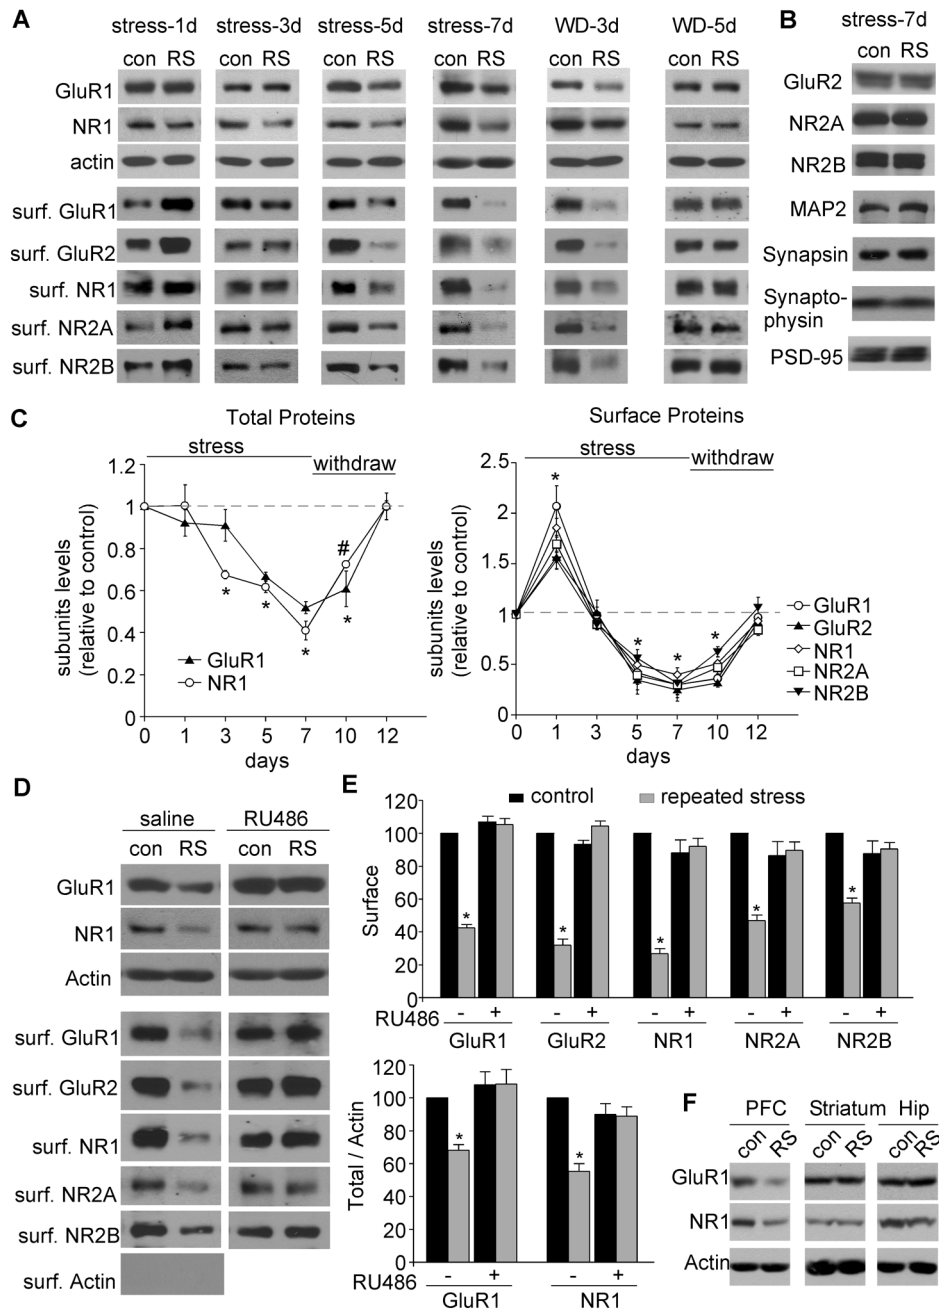 A
stress-1d stress-3d stress-5d stress-7d WD-3d WD-5d
con RS con RS con RS con RS con RS con RS
GluR1
NR1
actin
surf. GluR1
surf. GluR2
surf. NR1
surf. NR2A
surf. NR2B
B
stress-7d
con RS
GluR2
NR2A
NR2B
MAP2
Synapsin
Synapto-
physin
PSD-95
C
Total Proteins
stress
withdraw
subunits levels
(relative to control)
1.2
1
0.8
0.6
0.4
0.2
0
* * * # *
GluR1
NR1
0 1 3 5 7 10 12
days
Surface Proteins
stress
withdraw
subunits levels
(relative to control)
2.5
2
1.5
1
0.5
0
* * * *
GluR1
GluR2
NR1
NR2A
NR2B
0 1 3 5 7 10 12
days
D
saline RU486
con RS con RS
GluR1
NR1
Actin
surf. GluR1
surf. GluR2
surf. NR1
surf. NR2A
surf. NR2B
surf. Actin
E
control repeated stress
Surface
120
100
80
60
40
20
0
* * * * *
RU486 - + - + - + - + - +
GluR1 GluR2 NR1 NR2A NR2B
Total / Actin
120
100
80
60
40
20
0
* *
RU486 - + - +
GluR1 NR1
F
PFC Striatum Hip
con RS con RS con RS
GluR1
NR1
Actin